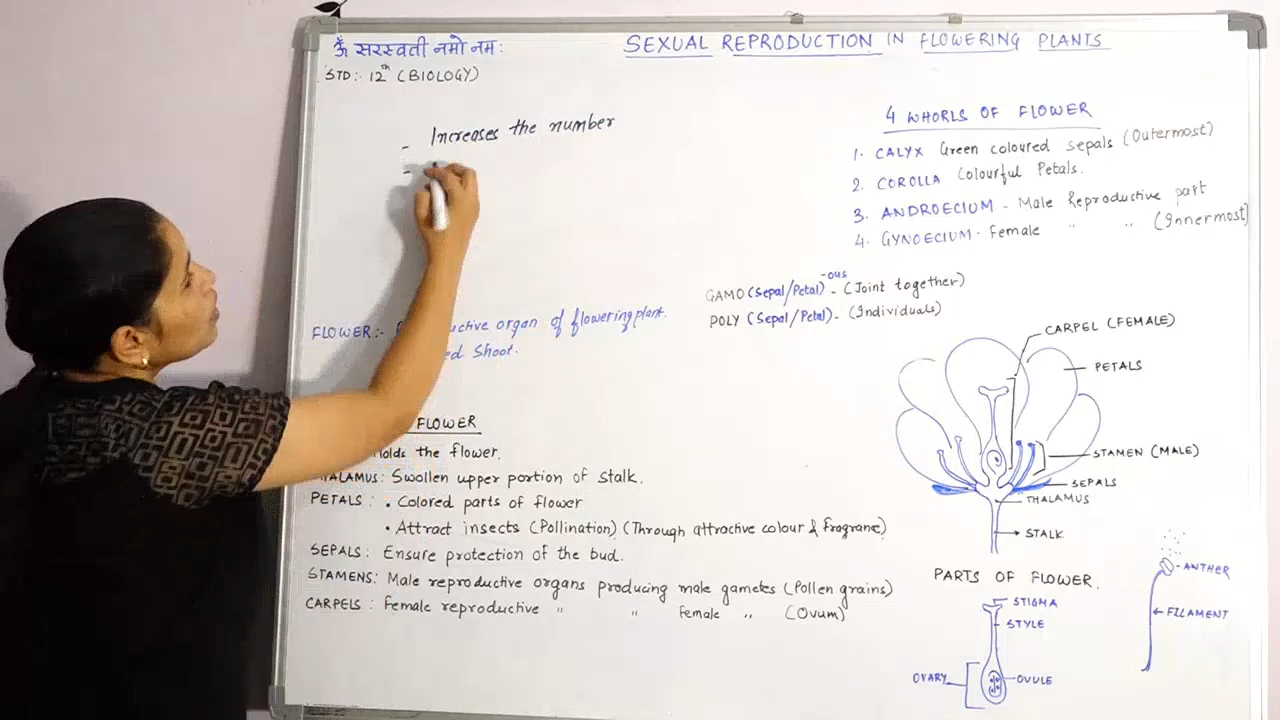 ૐ सरस्वती नमो नमः
STD:- 12th (BIOLOGY)
SEXUAL REPRODUCTION IN FLOWERING PLANTS
- Increases the number
-
4 WHORLS OF FLOWER
1. CALYX Green coloured sepals (Outermost)
2. COROLLA Colourful Petals.
3. ANDROECIUM - Male Reproductive part
4. GYNOECIUM - Female " " (Innermost)
GAMO (Sepal/Petal)-ous - (Joint together)
POLY (Sepal/Petal). (Individuals)
FLOWER:- uctive organ of flowering plant.
ed Shoot.
FLOWER
olds the flower.
HALAMUS: Swollen upper portion of stalk.
PETALS : • Colored parts of flower
• Attract insects (Pollination) (Through attractive colour & fragrance)
SEPALS: Ensure protection of the bud.
STAMENS: Male reproductive organs producing male gametes (Pollen grains)
CARPELS : Female reproductive " " female " (Ovum)
CARPEL (FEMALE)
PETALS
STAMEN (MALE)
SEPALS
THALAMUS
STALK
PARTS OF FLOWER.
STIGMA
STYLE
OVARY
OVULE
ANTHER
FILAMENT